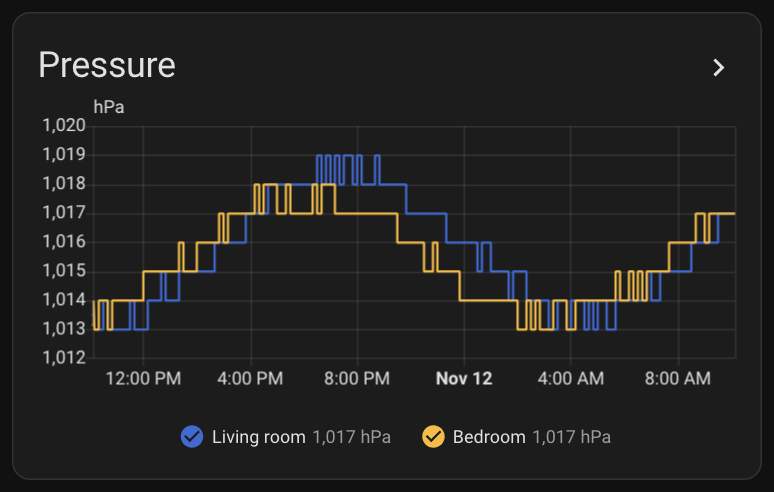 Pressure
hPa
1,020
1,019
1,018
1,017
1,016
1,015
1,014
1,013
1,012
12:00 PM 4:00 PM 8:00 PM Nov 12 4:00 AM 8:00 AM
Living room 1,017 hPa Bedroom 1,017 hPa